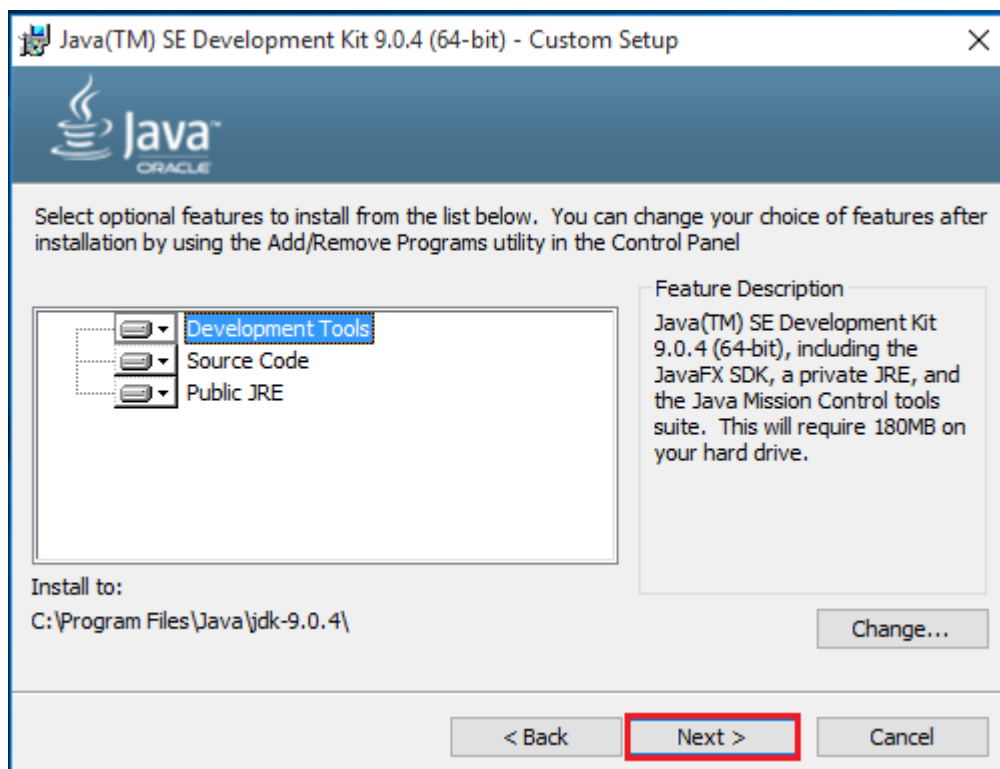 Java(TM) SE Development Kit 9.0.4 (64-bit) - Custom Setup
Java™
ORACLE
Select optional features to install from the list below.  You can change your choice of features after
installation by using the Add/Remove Programs utility in the Control Panel
Development Tools
Source Code
Public JRE
Feature Description
Java(TM) SE Development Kit
9.0.4 (64-bit), including the
JavaFX SDK, a private JRE, and
the Java Mission Control tools
suite.  This will require 180MB on
your hard drive.
Install to:
C:\Program Files\Java\jdk-9.0.4\
Change...
< Back
Next >
Cancel